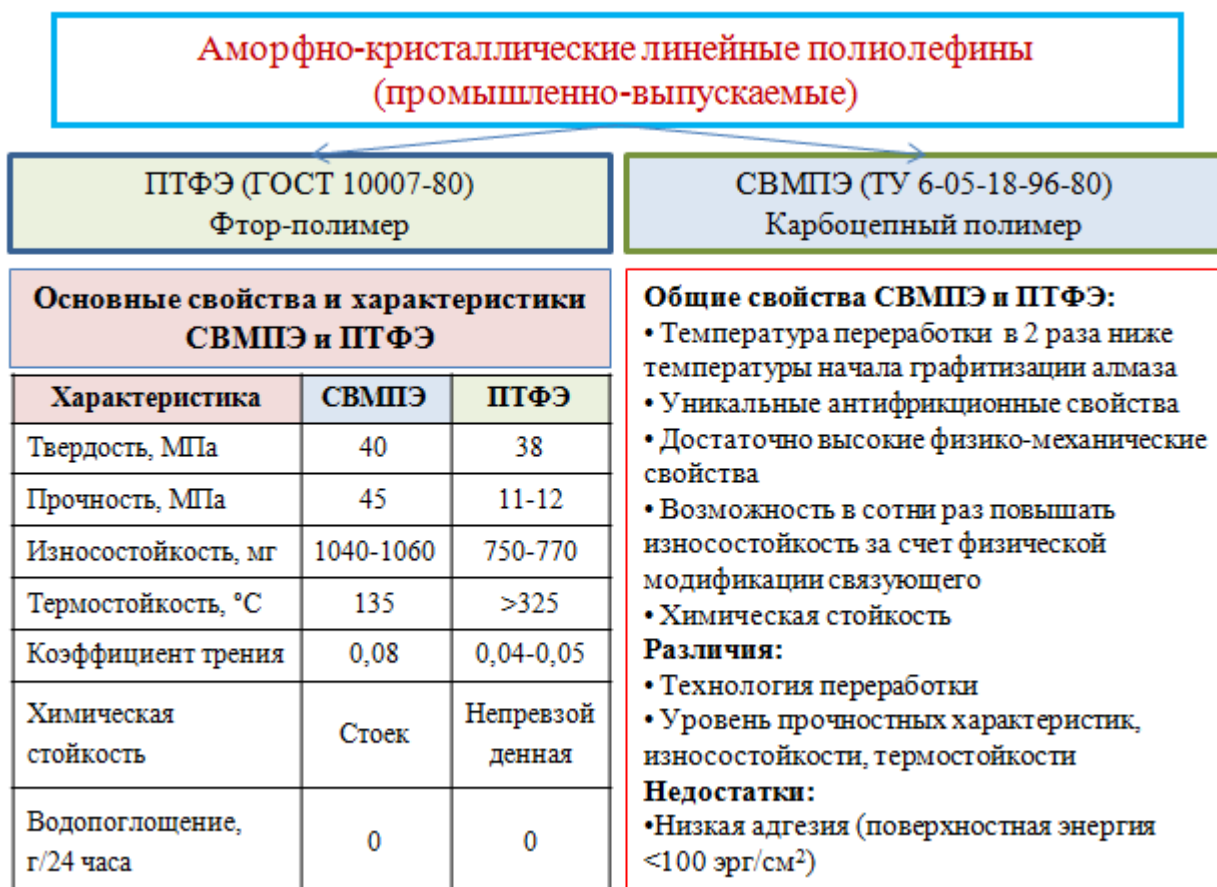 Аморфно-кристаллические линейные полиолефины
(промышленно-выпускаемые)
ПТФЭ (ГОСТ 10007-80)
Фтор-полимер
СВМПЭ (ТУ 6-05-18-96-80)
Карбоцепный полимер
Основные свойства и характеристики
СВМПЭ и ПТФЭ
Характеристика СВМПЭ ПТФЭ
Твердость, МПа 40 38
Прочность, МПа 45 11-12
Износостойкость, мг 1040-1060 750-770
Термостойкость, °С 135 >325
Коэффициент трения 0,08 0,04-0,05
Химическая
стойкость
Стоек
Непревзой
денная
Водопоглощение,
г/24 часа
0
0
Общие свойства СВМПЭ и ПТФЭ:
• Температура переработки в 2 раза ниже
температуры начала графитизации алмаза
• Уникальные антифрикционные свойства
• Достаточно высокие физико-механические
свойства
• Возможность в сотни раз повышать
износостойкость за счет физической
модификации связующего
• Химическая стойкость
Различия:
• Технология переработки
• Уровень прочностных характеристик,
износостойкости, термостойкости
Недостатки:
•Низкая адгезия (поверхностная энергия
<100 эрг/см²)